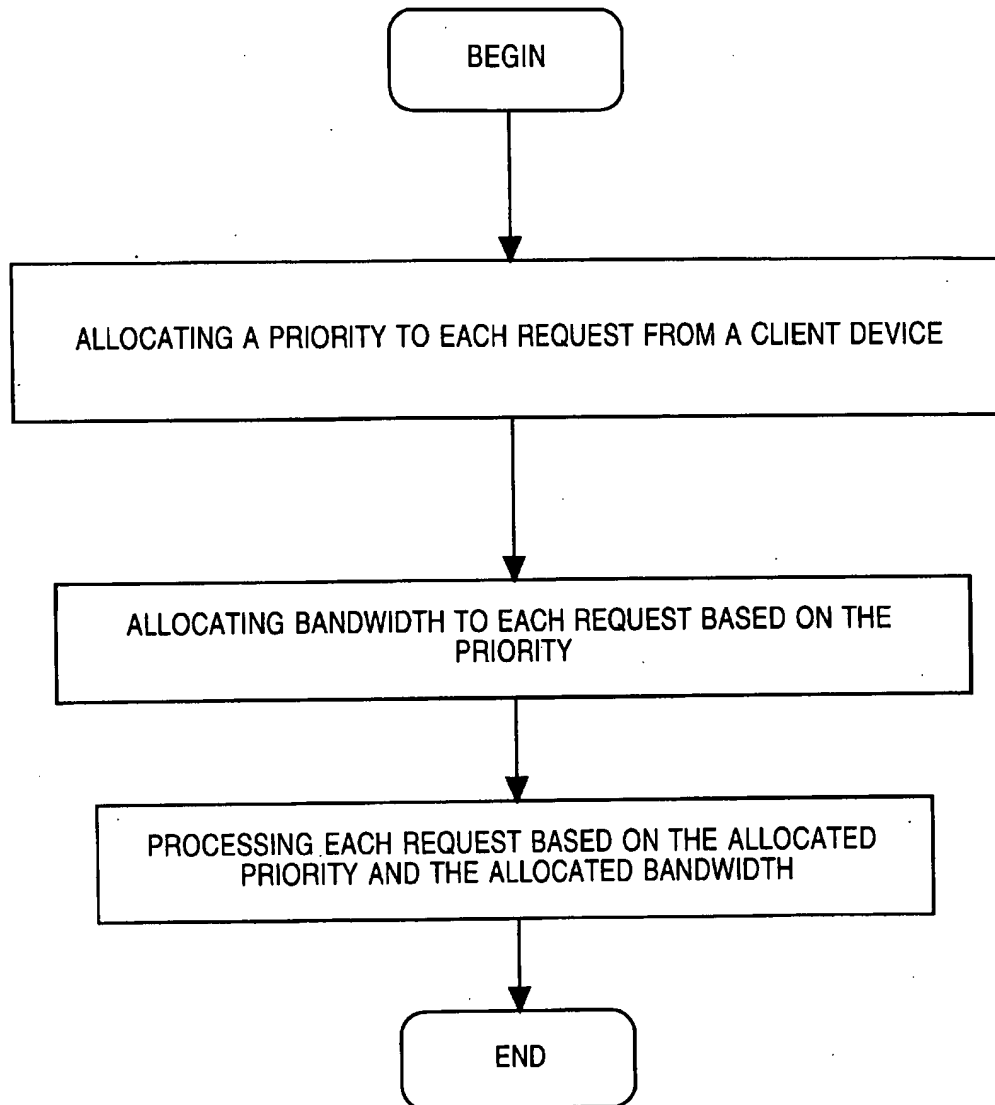 BEGIN
ALLOCATING A PRIORITY TO EACH REQUEST FROM A CLIENT DEVICE
ALLOCATING BANDWIDTH TO EACH REQUEST BASED ON THE
PRIORITY
PROCESSING EACH REQUEST BASED ON THE ALLOCATED
PRIORITY AND THE ALLOCATED BANDWIDTH
END